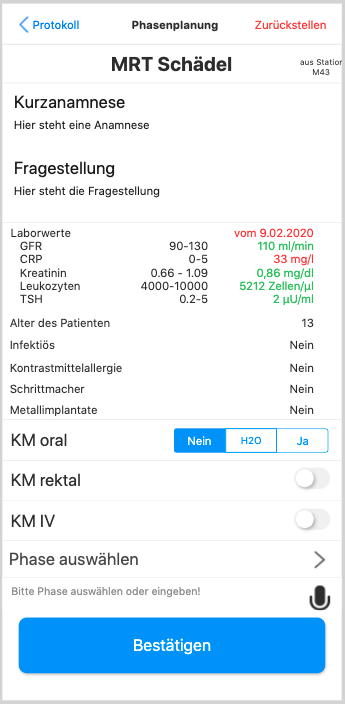 Protokoll Phasenplanung Zurückstellen
MRT Schädel
aus Station
M43
Kurzanamnese
Hier steht eine Anamnese
Fragestellung
Hier steht die Fragestellung
Laborwerte vom 9.02.2020
GFR 90-130 110 ml/min
CRP 0-5 33 mg/l
Kreatinin 0.66 - 1.09 0,86 mg/dl
Leukozyten 4000-10000 5212 Zellen/µl
TSH 0.2-5 2 µU/ml
Alter des Patienten 13
Infektiös Nein
Kontrastmittelallergie Nein
Schrittmacher Nein
Metallimplantate Nein
KM oral Nein H2O Ja
KM rektal
KM IV
Phase auswählen
Bitte Phase auswählen oder eingeben!
Bestätigen